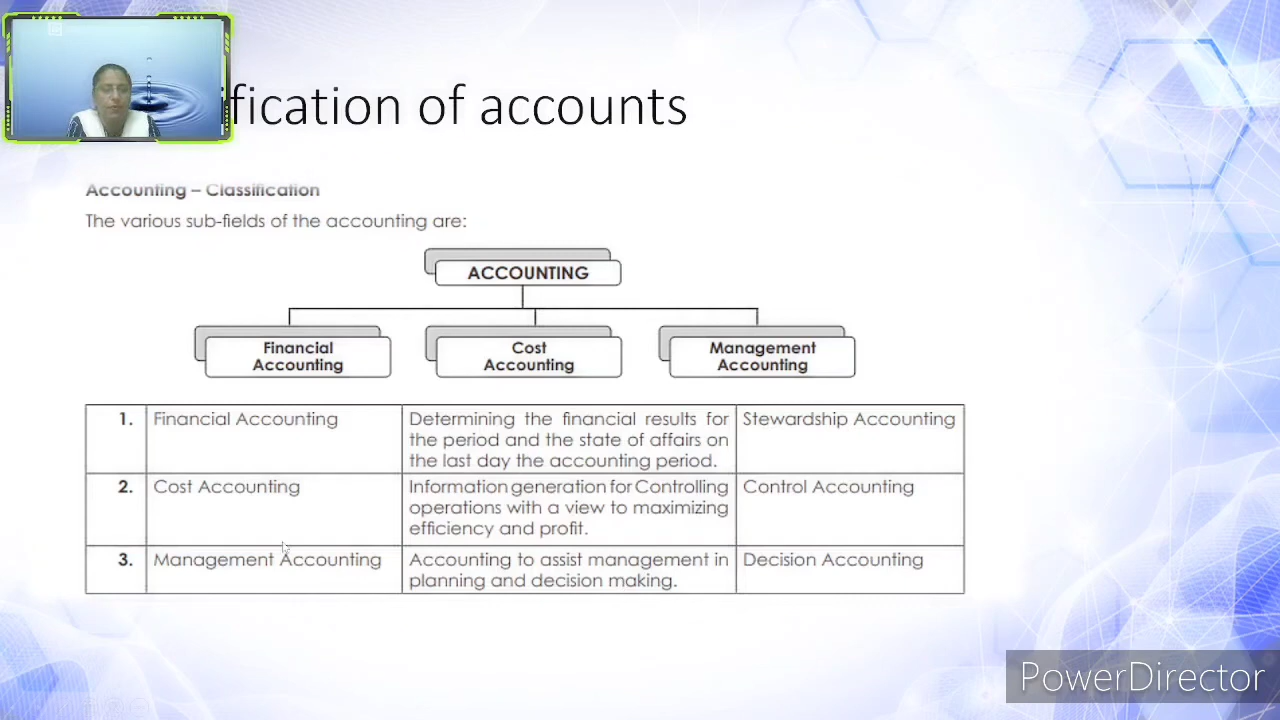 ification of accounts
Accounting – Classification
The various sub-fields of the accounting are:
ACCOUNTING
Financial
Accounting
Cost
Accounting
Management
Accounting
1. Financial Accounting Determining the financial results for Stewardship Accounting
the period and the state of affairs on
the last day the accounting period.
2. Cost Accounting Information generation for Controlling Control Accounting
operations with a view to maximizing
efficiency and profit.
3. Management Accounting Accounting to assist management in Decision Accounting
planning and decision making.
PowerDirector